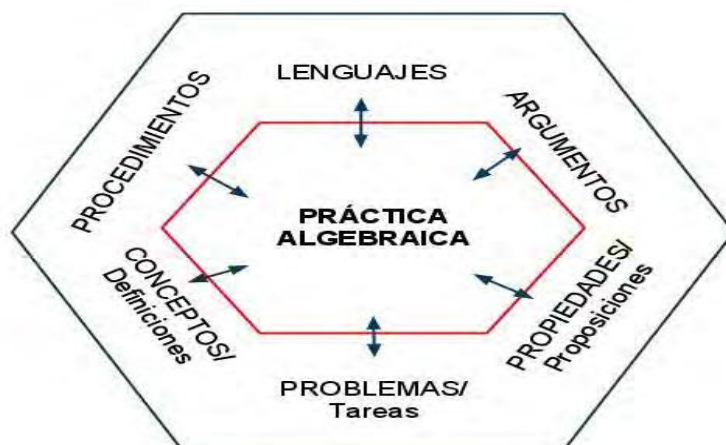 LENGUAJES
PROCEDIMIENTOS
ARGUMENTOS
PRÁCTICA
ALGEBRAICA
CONCEPTOS/
Definiciones
PROPIEDADES/
Proposiciones
PROBLEMAS/
Tareas